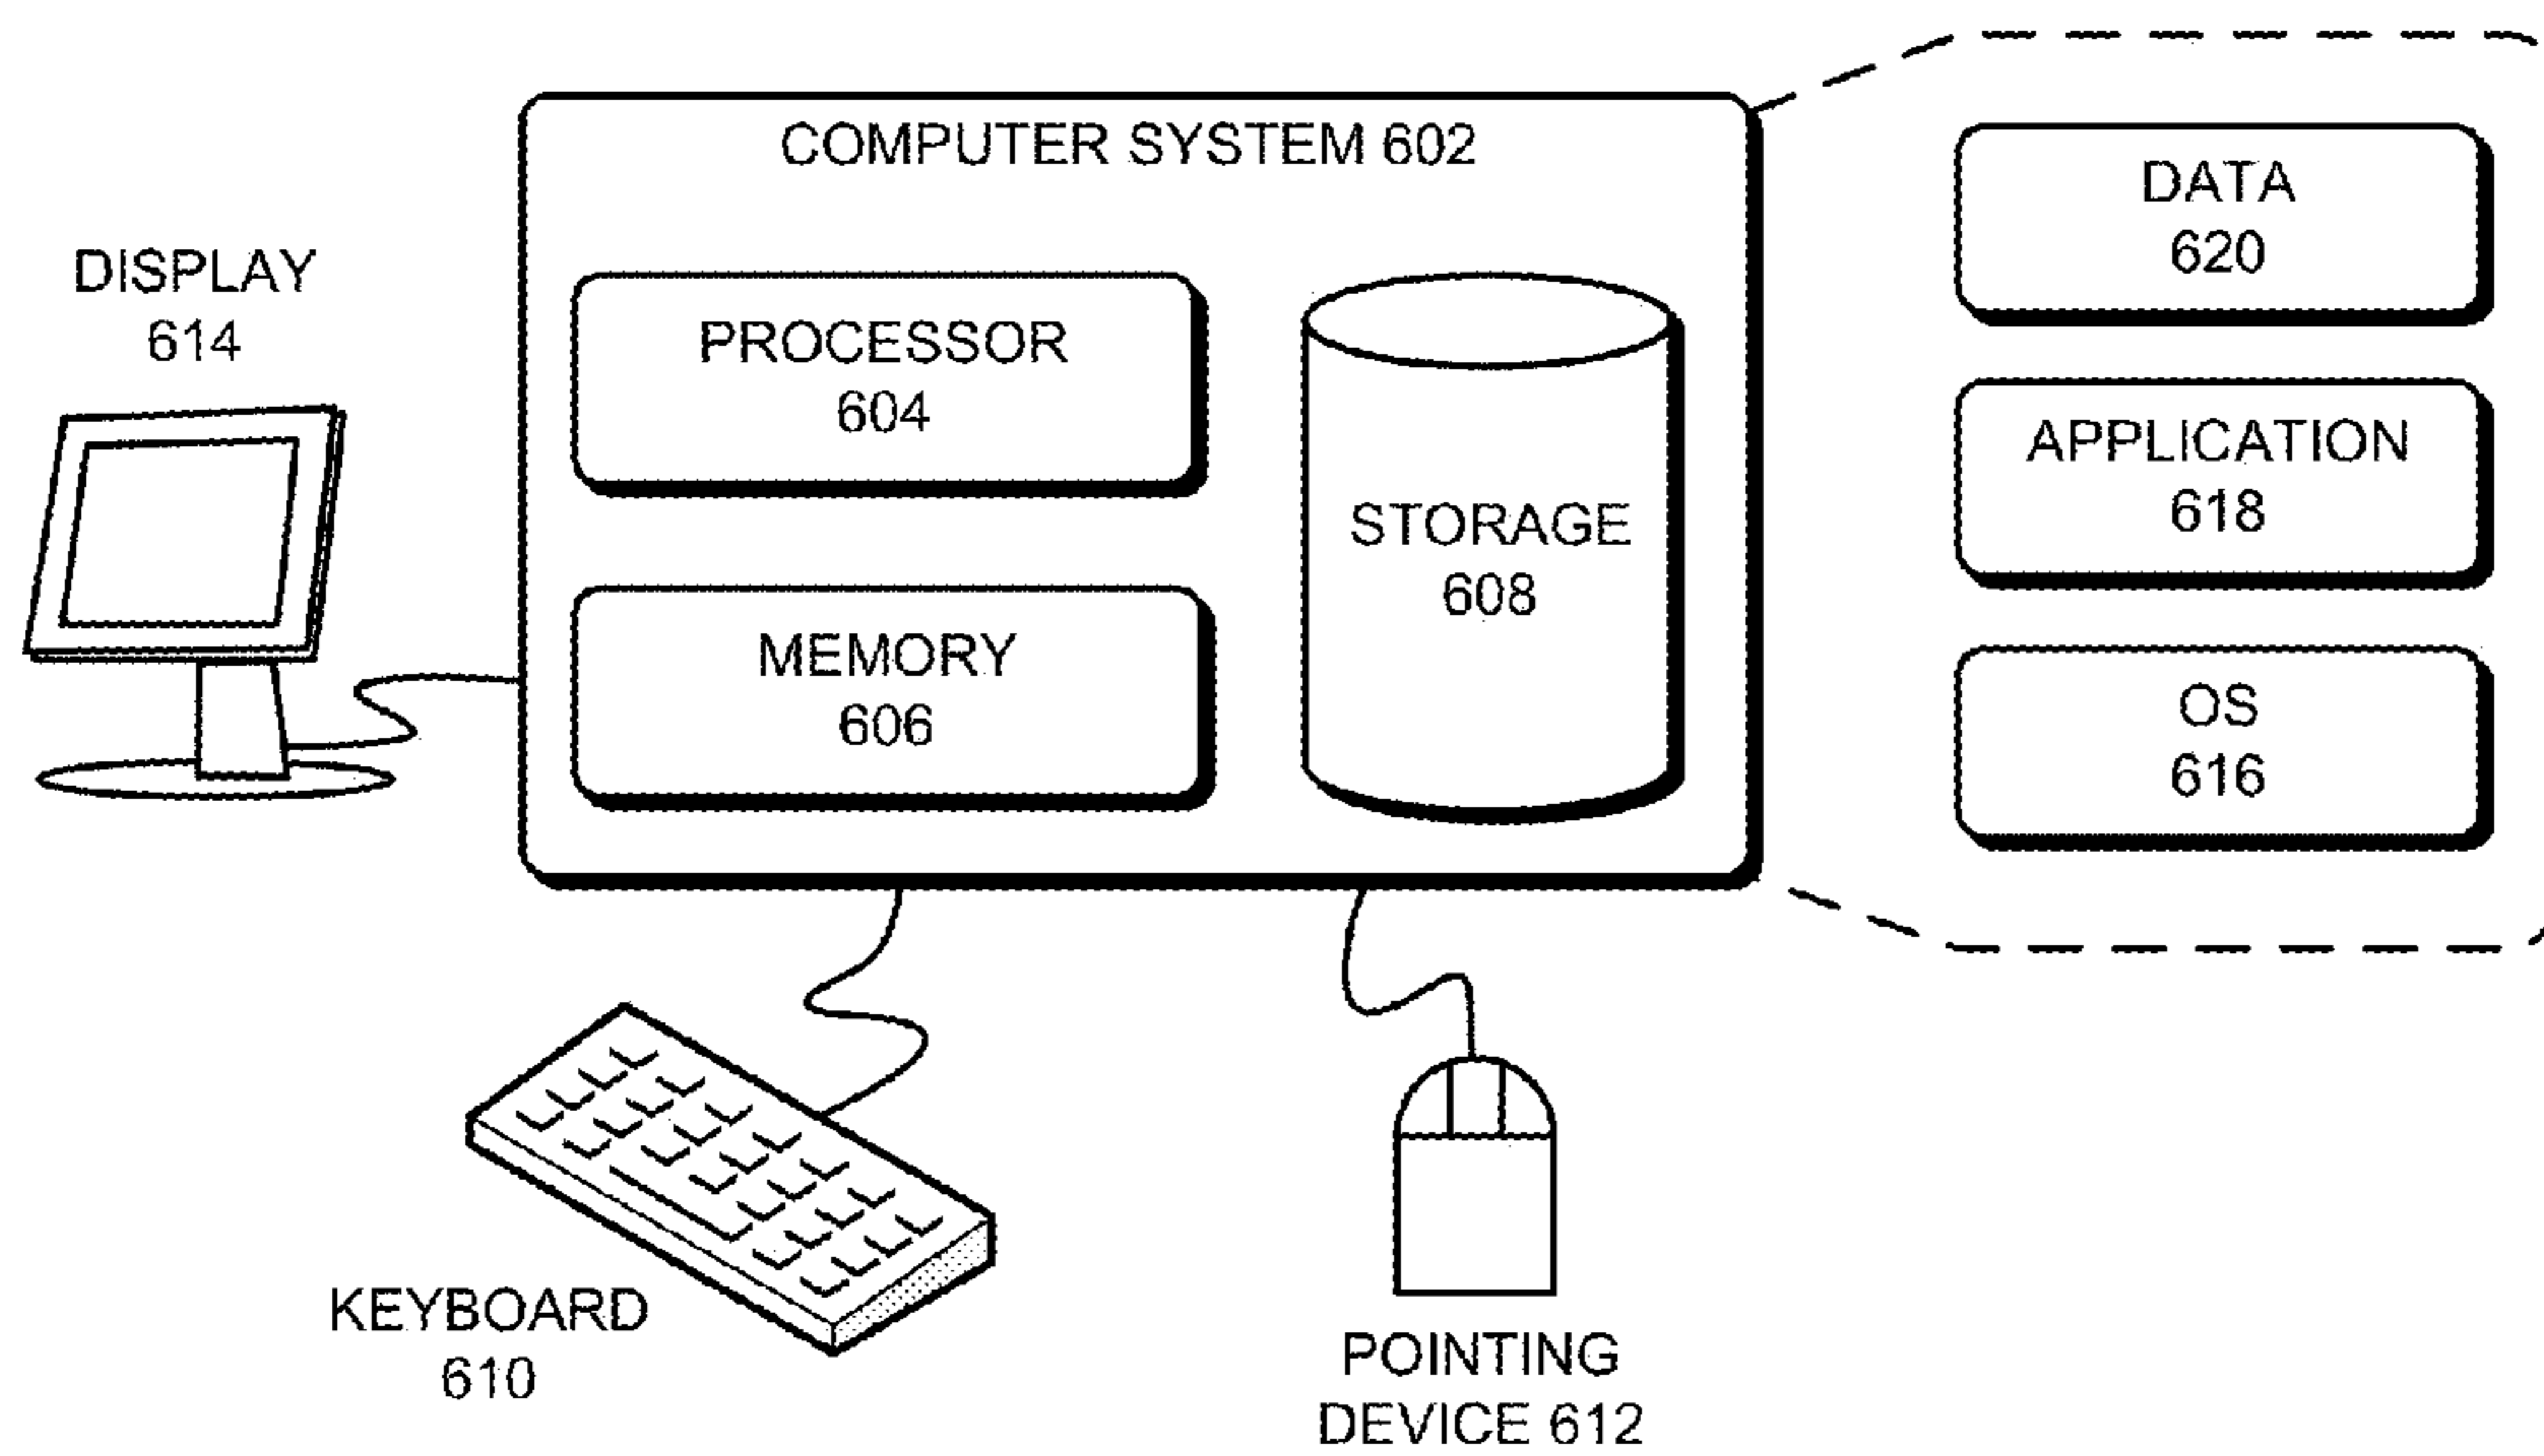 COMPUTER SYSTEM 602
DISPLAY
614
PROCESSOR
604
MEMORY
606
STORAGE
608
DATA
620
APPLICATION
618
OS
616
KEYBOARD
610
POINTING
DEVICE 612